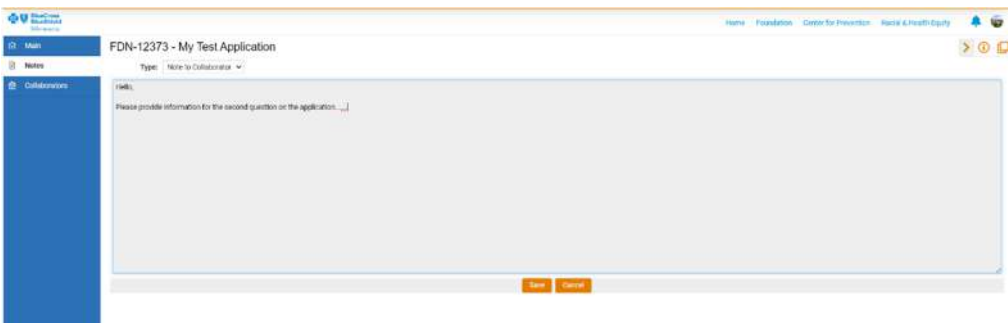 BlueCross
BlueShield
Minnesota
Home Foundation Center for Prevention Racial & Health Equity
Main
Notes
Collaborators
FDN-12373 - My Test Application
Type: Note to Collaborator
Hello,
Please provide information for the second question on the application.
Save Cancel